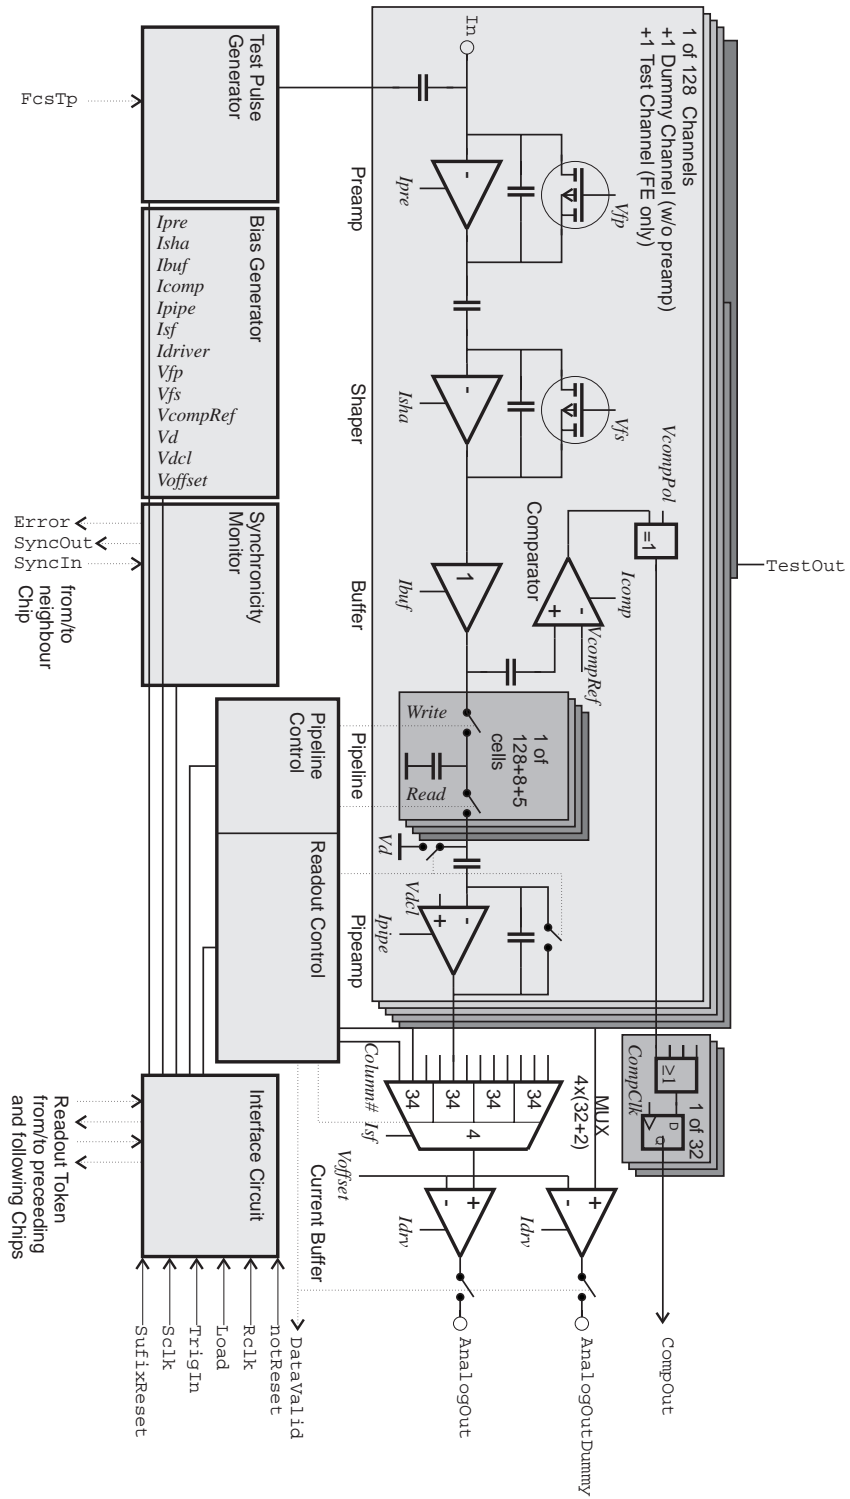 1 of 128 Channels
+1 Dummy Channel (w/o preamp)
+1 Test Channel (FE only)
In
Vfp
Ipre
Preamp
Vfs
Isha
Shaper
VcompPol
=1
Comparator
Icomp
VcompRef
+
-
1
Ibuf
Buffer
TestOut
1 of
128+8+5
cells
Write
Read
Pipeline
Vd
Vdcl
Ipipe
Pipeamp
-
+
-
-
≥1
1 of 32
CompClk
D
Q
CompOut
MUX
4x(32+2)
34
34
34
34
4
Column#
Isf
Voffset
+
-
Idrv
+
-
Idrv
Current Buffer
AnalogOutDummy
AnalogOut
DataValid
Test Pulse
Generator
FcsTp
Bias Generator
Ipre
Isha
Ibuf
Icomp
Ipipe
Isf
Idriver
Vfp
Vfs
VcompRef
Vd
Vdcl
Voffset
Synchronicity
Monitor
Error
SyncOut
SyncIn
from/to
neighbour
Chip
Pipeline
Control
Readout Control
Interface Circuit
Readout Token
from/to preceeding
and following Chips
notReset
Rclk
Load
TrigIn
Sclk
SufixReset